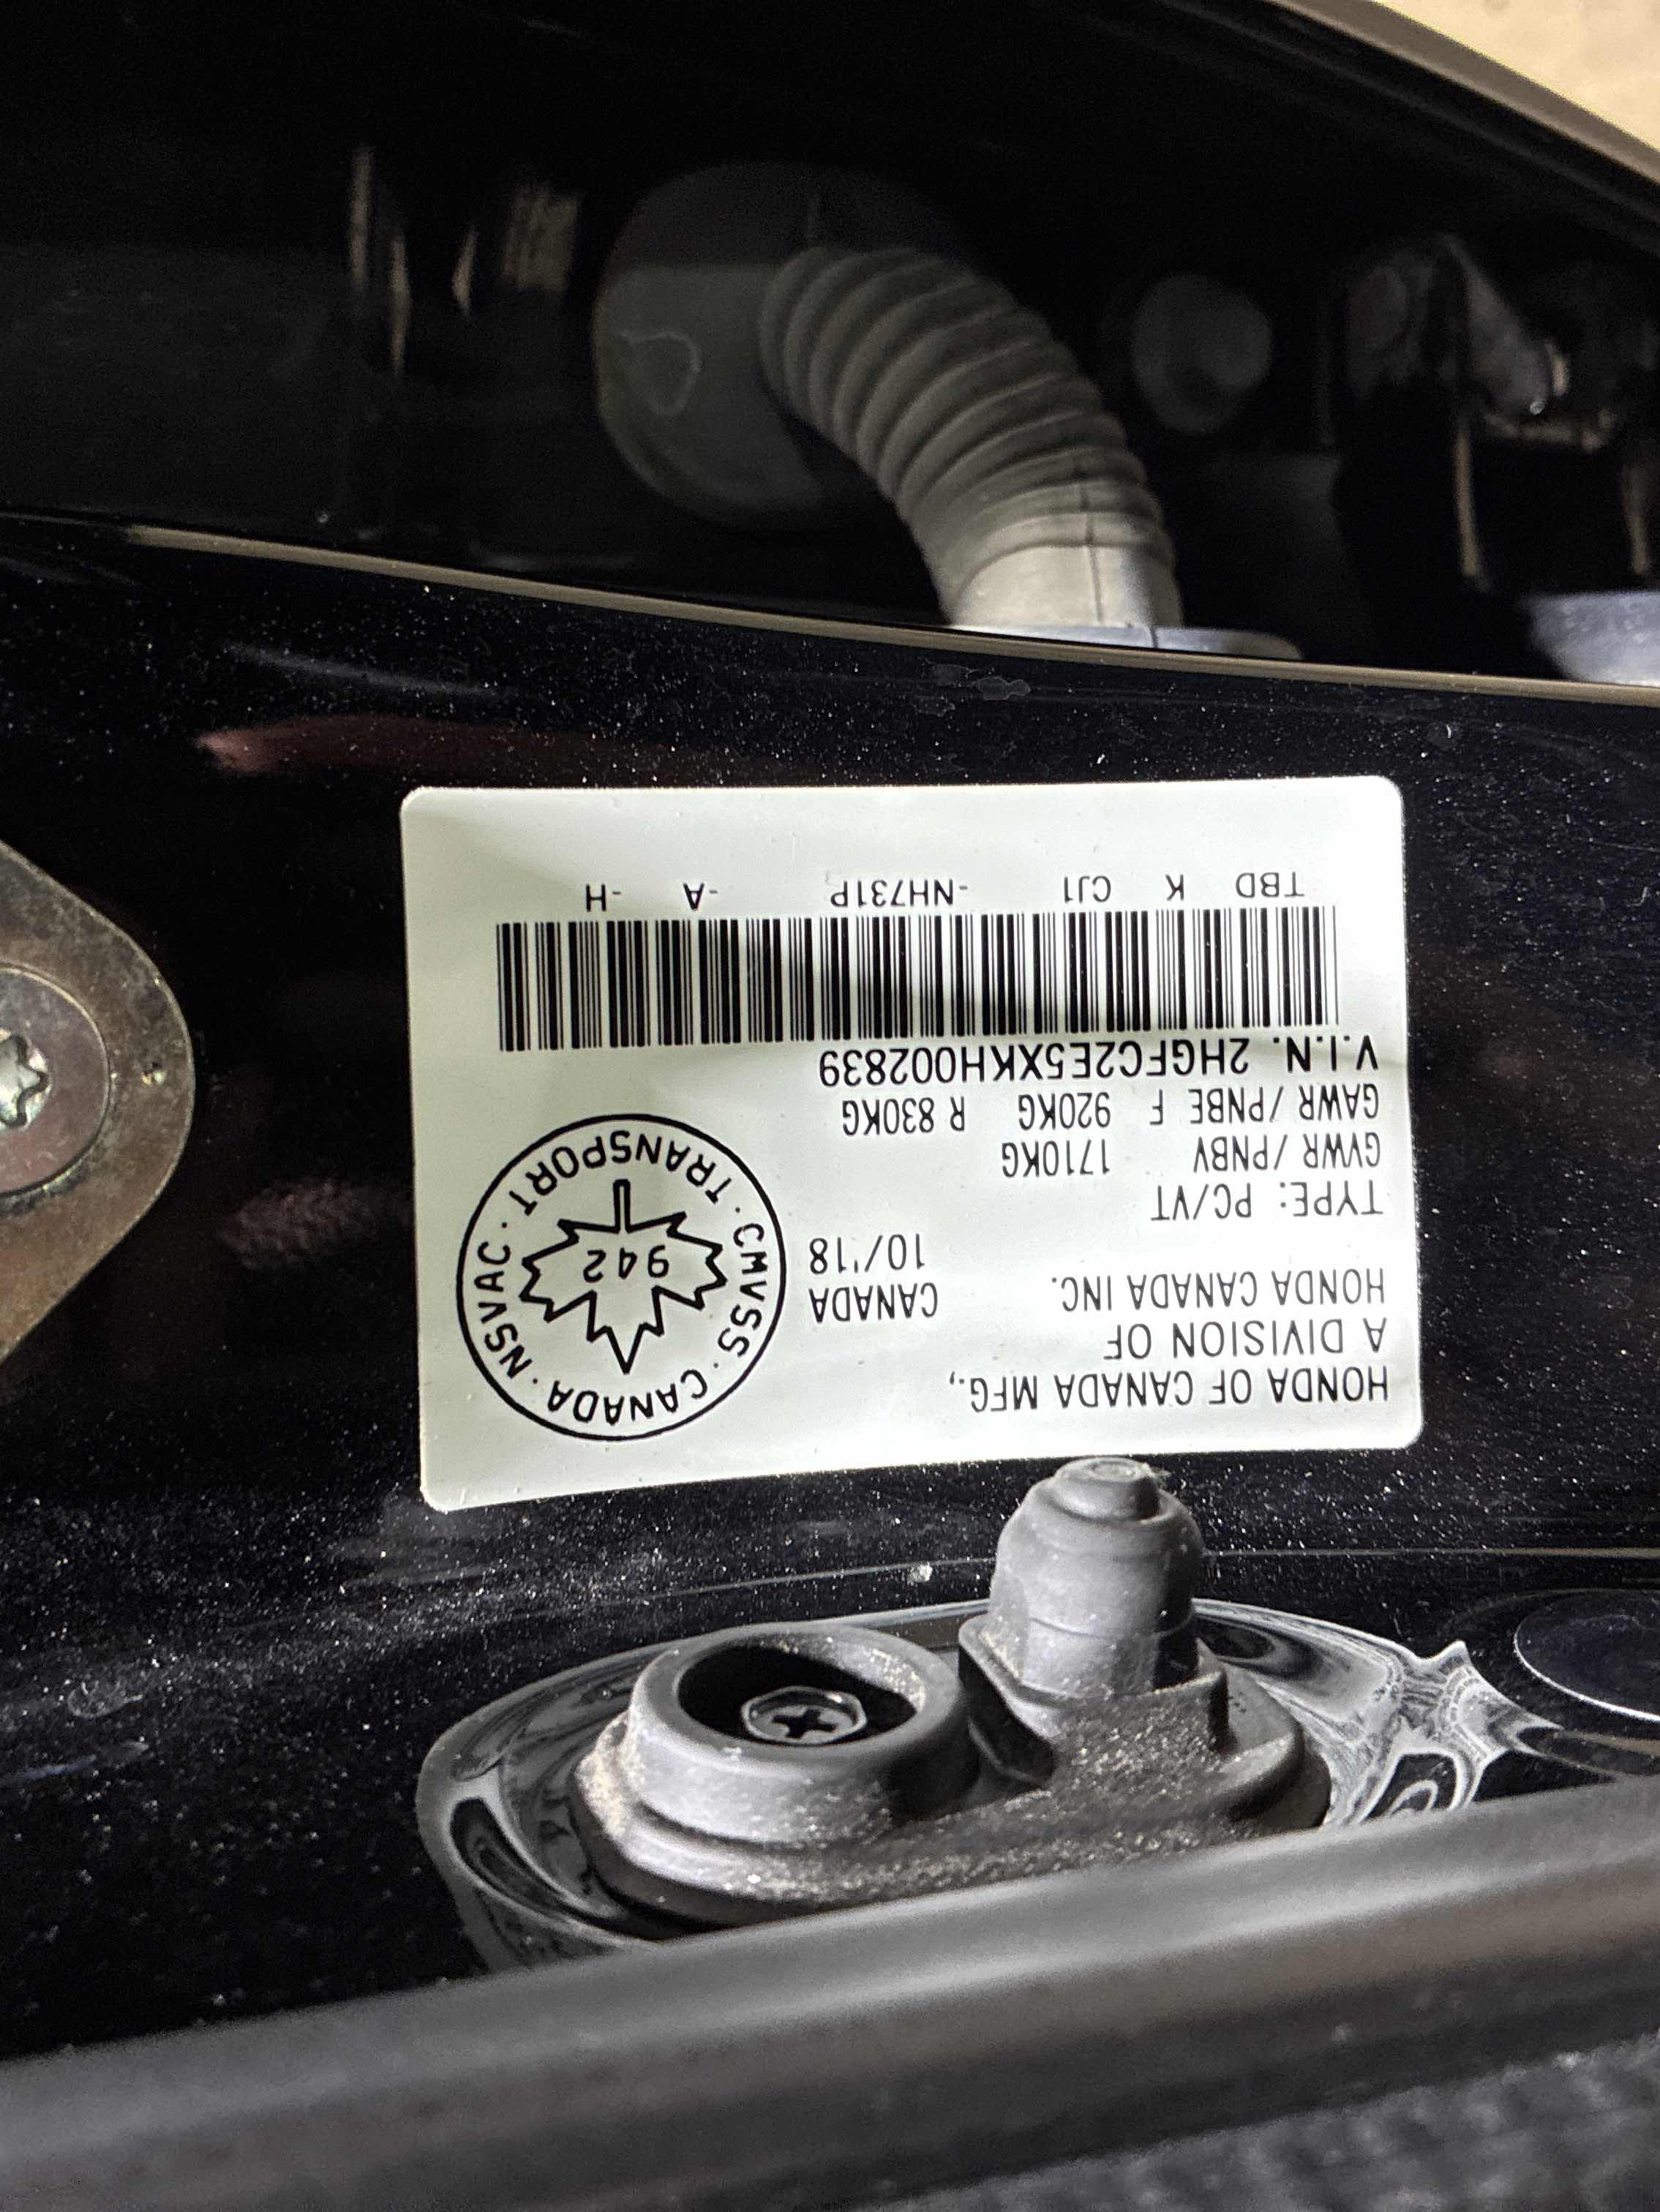 HONDA OF CANADA MFG.,
A DIVISION OF
HONDA CANADA INC.
CANADA
10/'18
TYPE: PC/VT
GVWR /PNBV 1710KG
GAWR /PNBE F 920KG R 830KG
V.I.N. 2HGFC2E5XKH002839
TBD K CJ1 -NH731P -A -H
CANADA · CMVSS · TRANSPORT · NSVAC ·
942